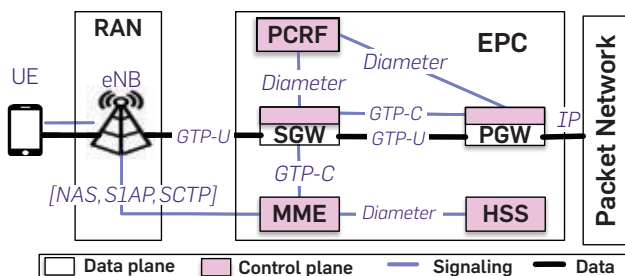 RAN
PCRF
EPC
UE
eNB
Diameter
Diameter
GTP-C
IP
GTP-U
SGW
GTP-U
PGW
GTP-C
[NAS, S1AP, SCTP]
MME
Diameter
HSS
Packet Network
Data plane
Control plane
Signaling
Data